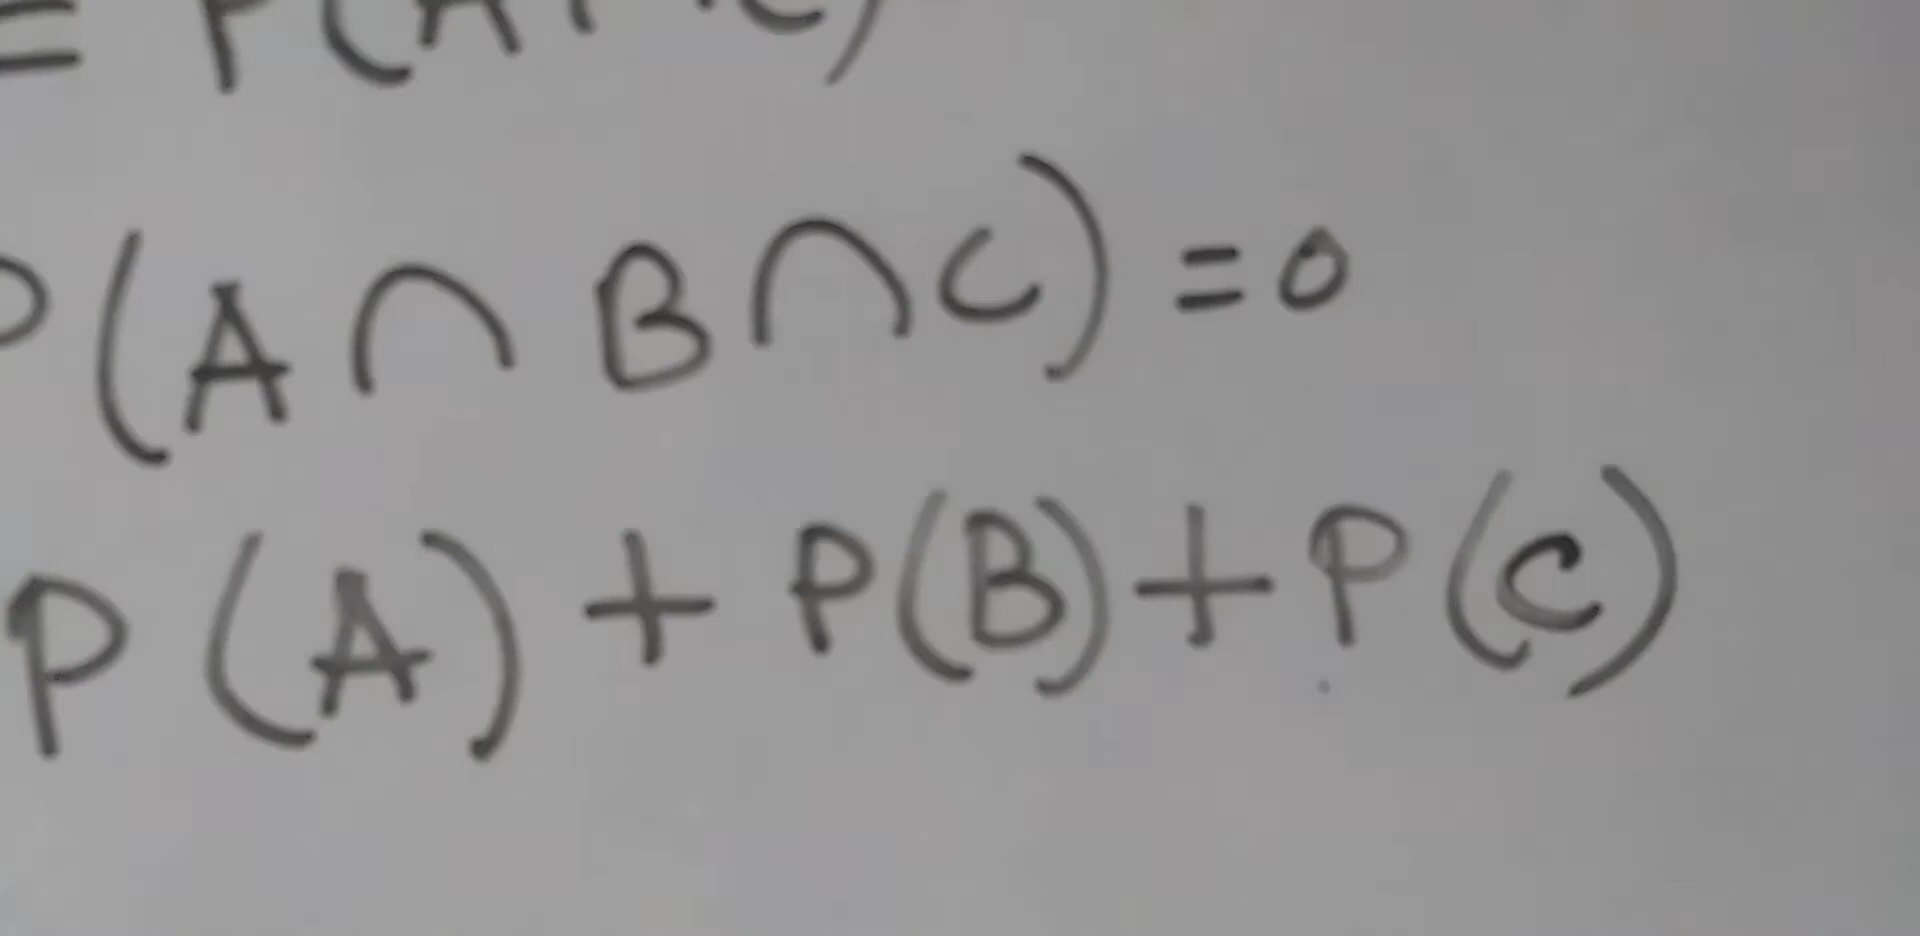 = P(A ∩ C)
P(A ∩ B ∩ C) = 0
P(A) + P(B) + P(C)